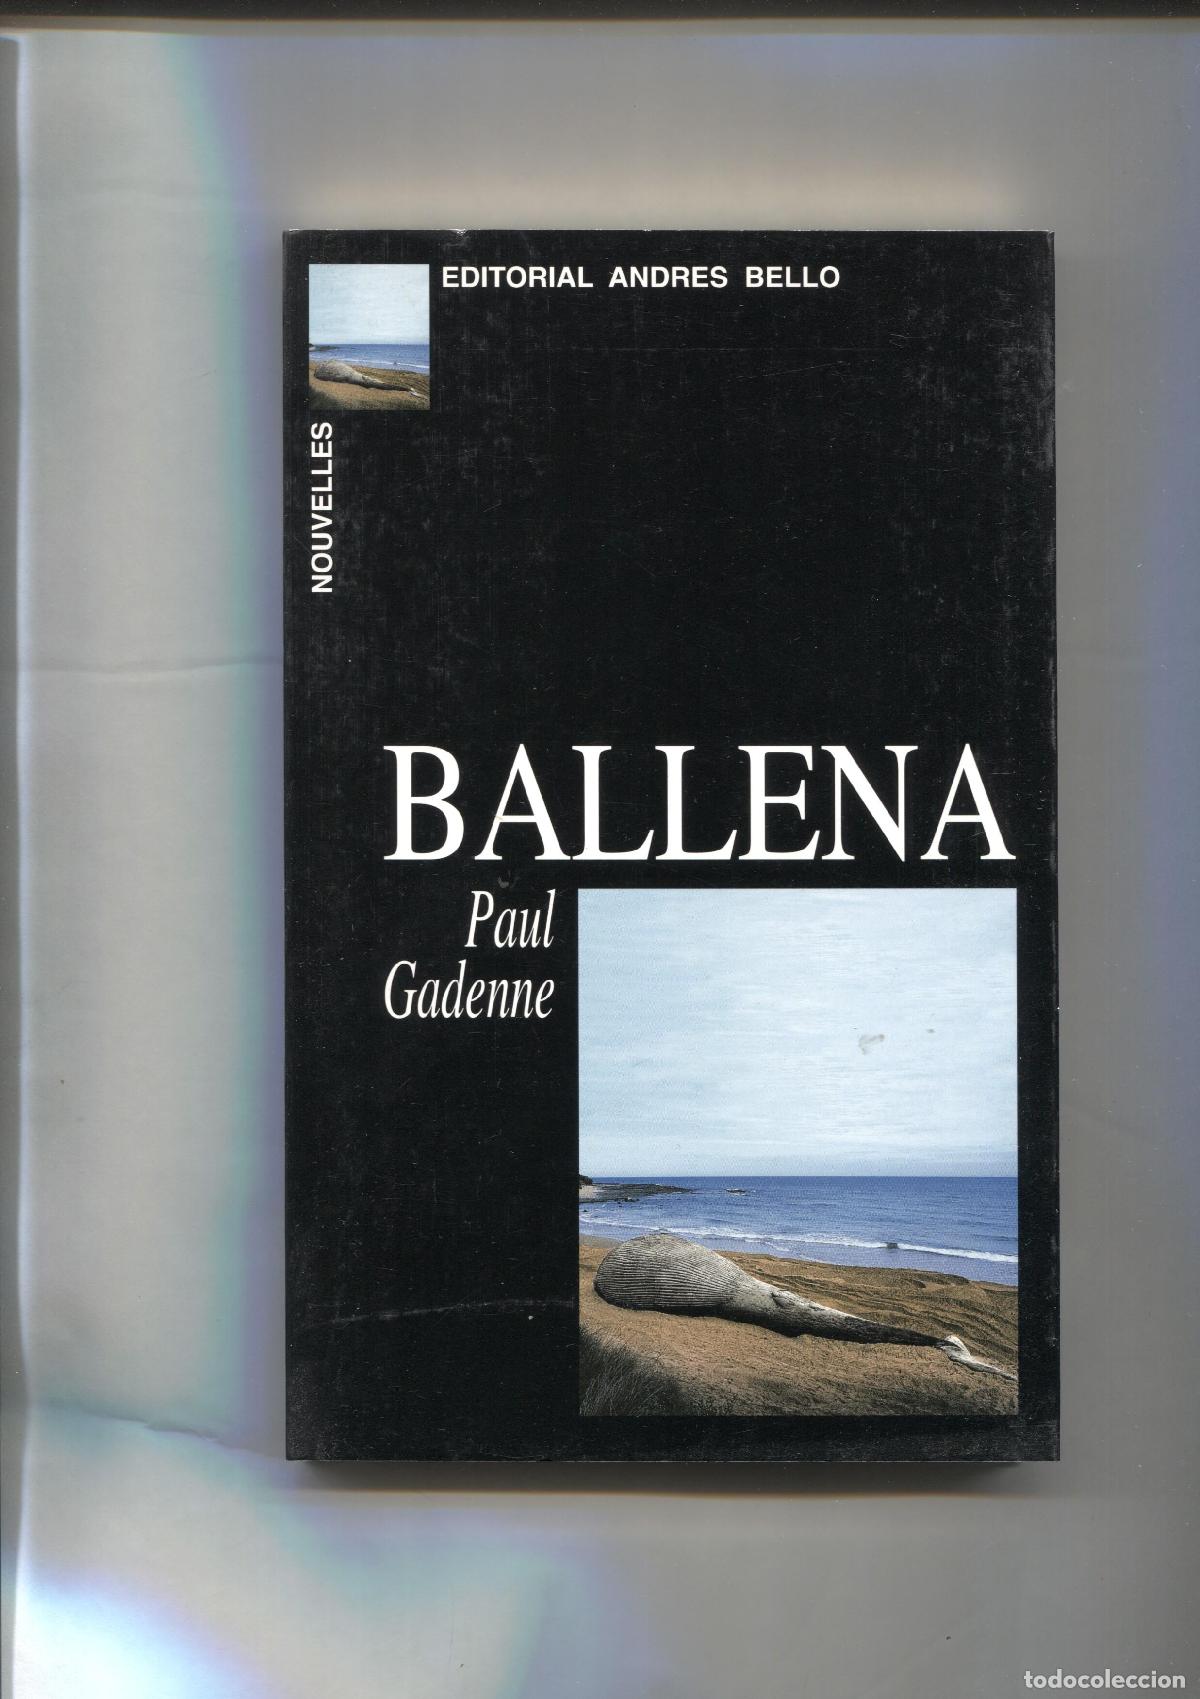 EDITORIAL ANDRES BELLO
NOUVELLES
BALLENA
Paul
Gadenne
todocoleccion